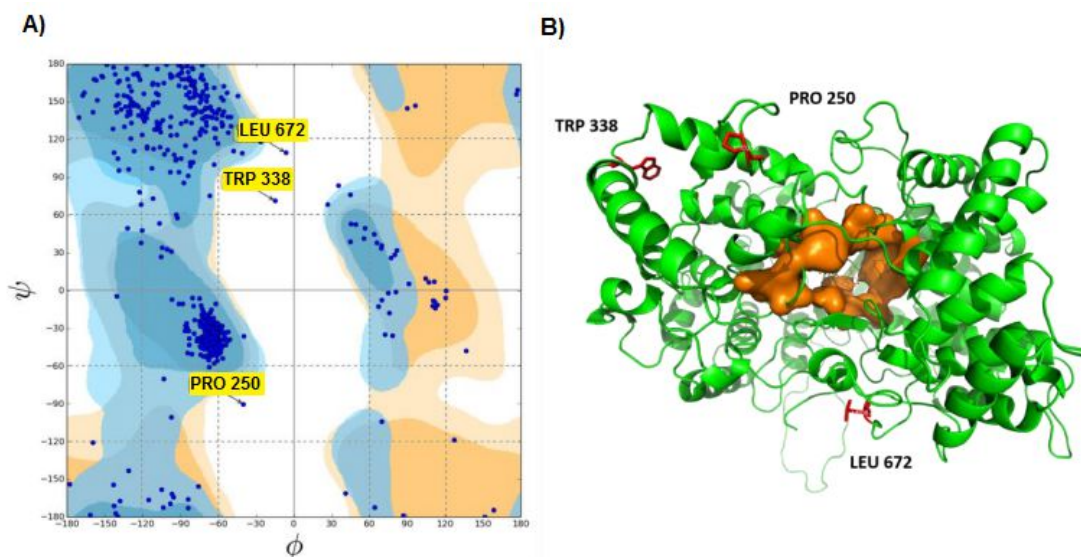 A)
B)
180
150
120
90
60
30
0
−30
−60
−90
−120
−150
−180
ψ
LEU 672
TRP 338
PRO 250
−180 −150 −120 −90 −60 −30 0 30 60 90 120 150 180
ϕ
PRO 250
TRP 338
LEU 672